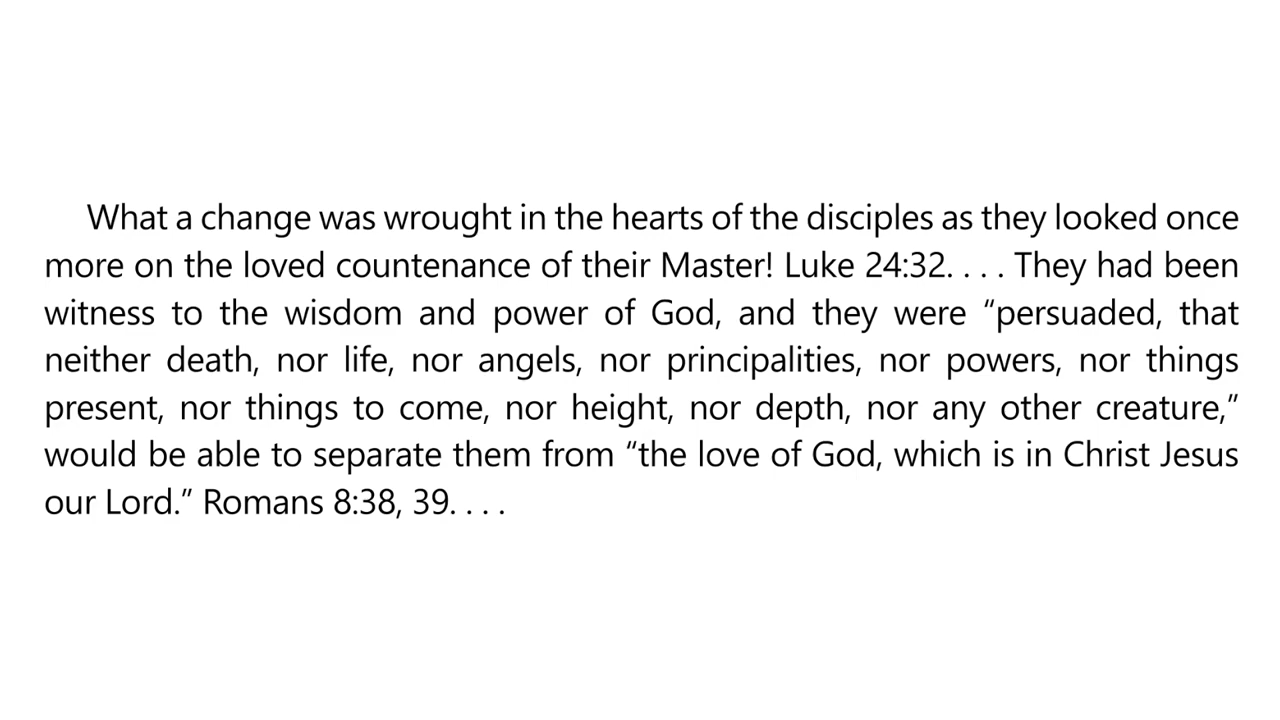 What a change was wrought in the hearts of the disciples as they looked once
more on the loved countenance of their Master! Luke 24:32. . . . They had been
witness to the wisdom and power of God, and they were “persuaded, that
neither death, nor life, nor angels, nor principalities, nor powers, nor things
present, nor things to come, nor height, nor depth, nor any other creature,”
would be able to separate them from “the love of God, which is in Christ Jesus
our Lord.” Romans 8:38, 39. . . .